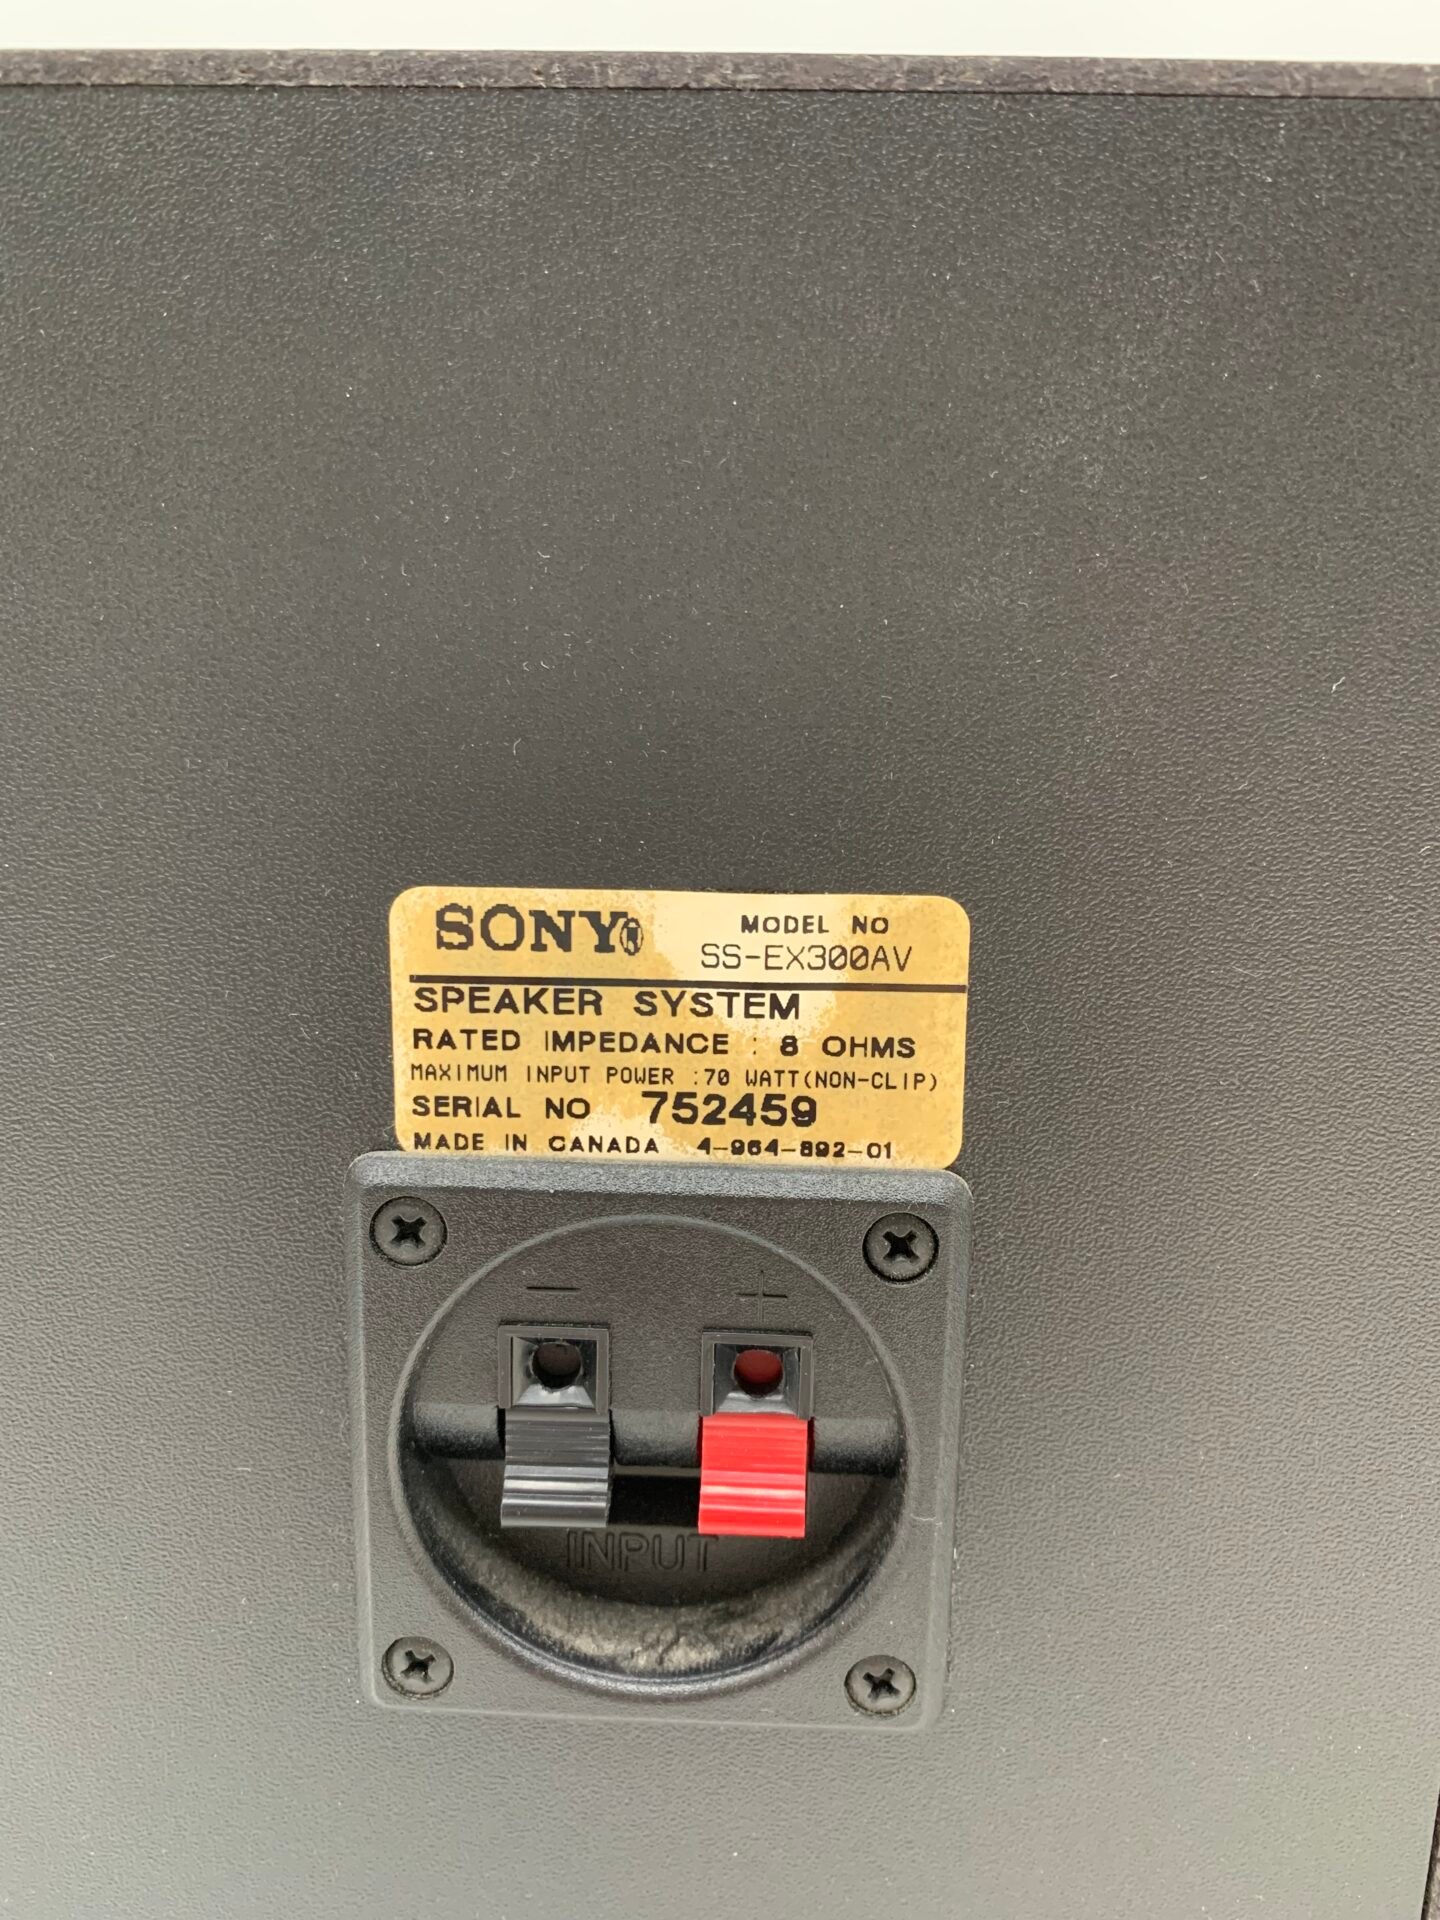 SONY®
MODEL NO
SS-EX300AV
SPEAKER SYSTEM
RATED IMPEDANCE : 8 OHMS
MAXIMUM INPUT POWER :70 WATT(NON-CLIP)
SERIAL NO 752459
MADE IN CANADA 4-964-892-01
− +
INPUT